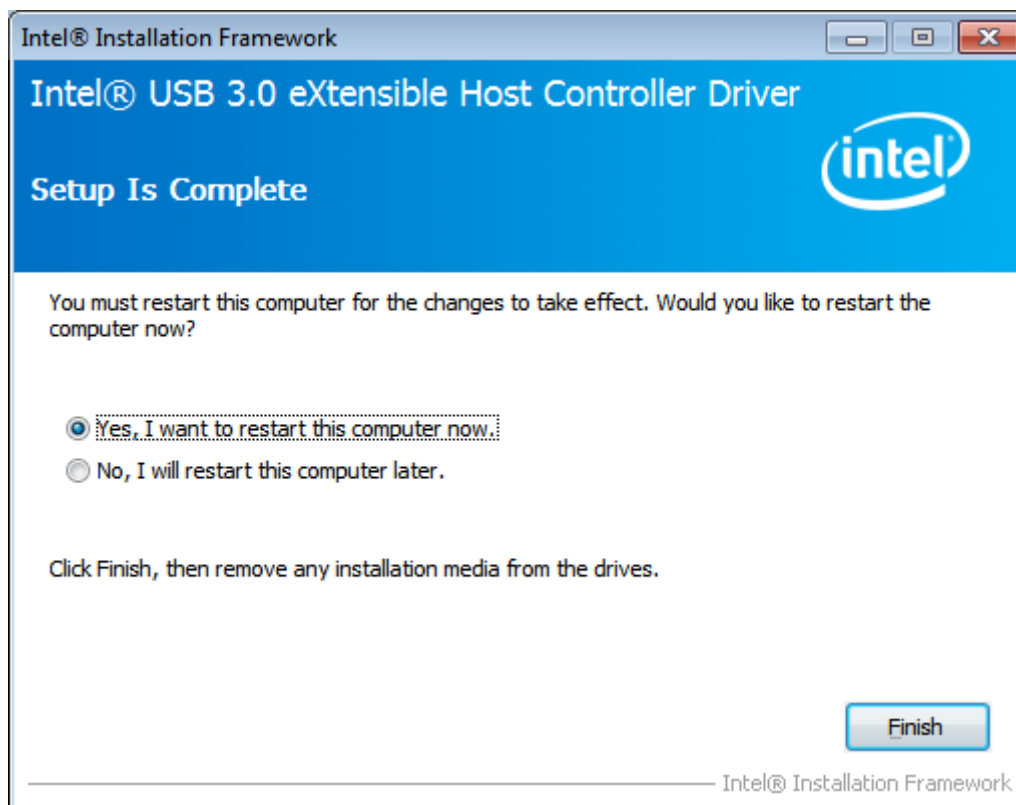 Intel® Installation Framework
Intel® USB 3.0 eXtensible Host Controller Driver
intel
Setup Is Complete
You must restart this computer for the changes to take effect. Would you like to restart the
computer now?
Yes, I want to restart this computer now.
No, I will restart this computer later.
Click Finish, then remove any installation media from the drives.
Finish
Intel® Installation Framework